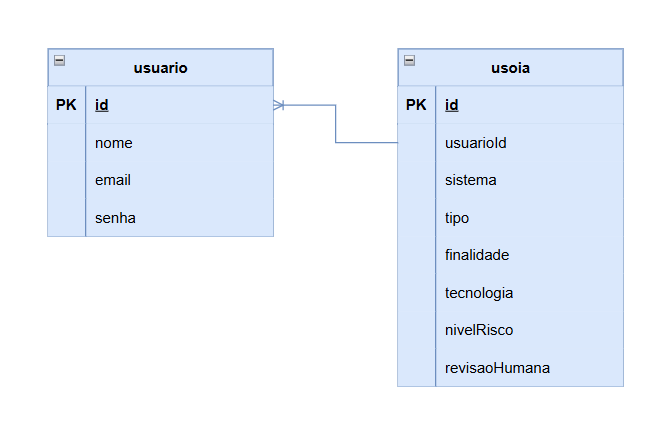 usuario
PK id
nome
email
senha
usoia
PK id
usuarioId
sistema
tipo
finalidade
tecnologia
nivelRisco
revisaoHumana